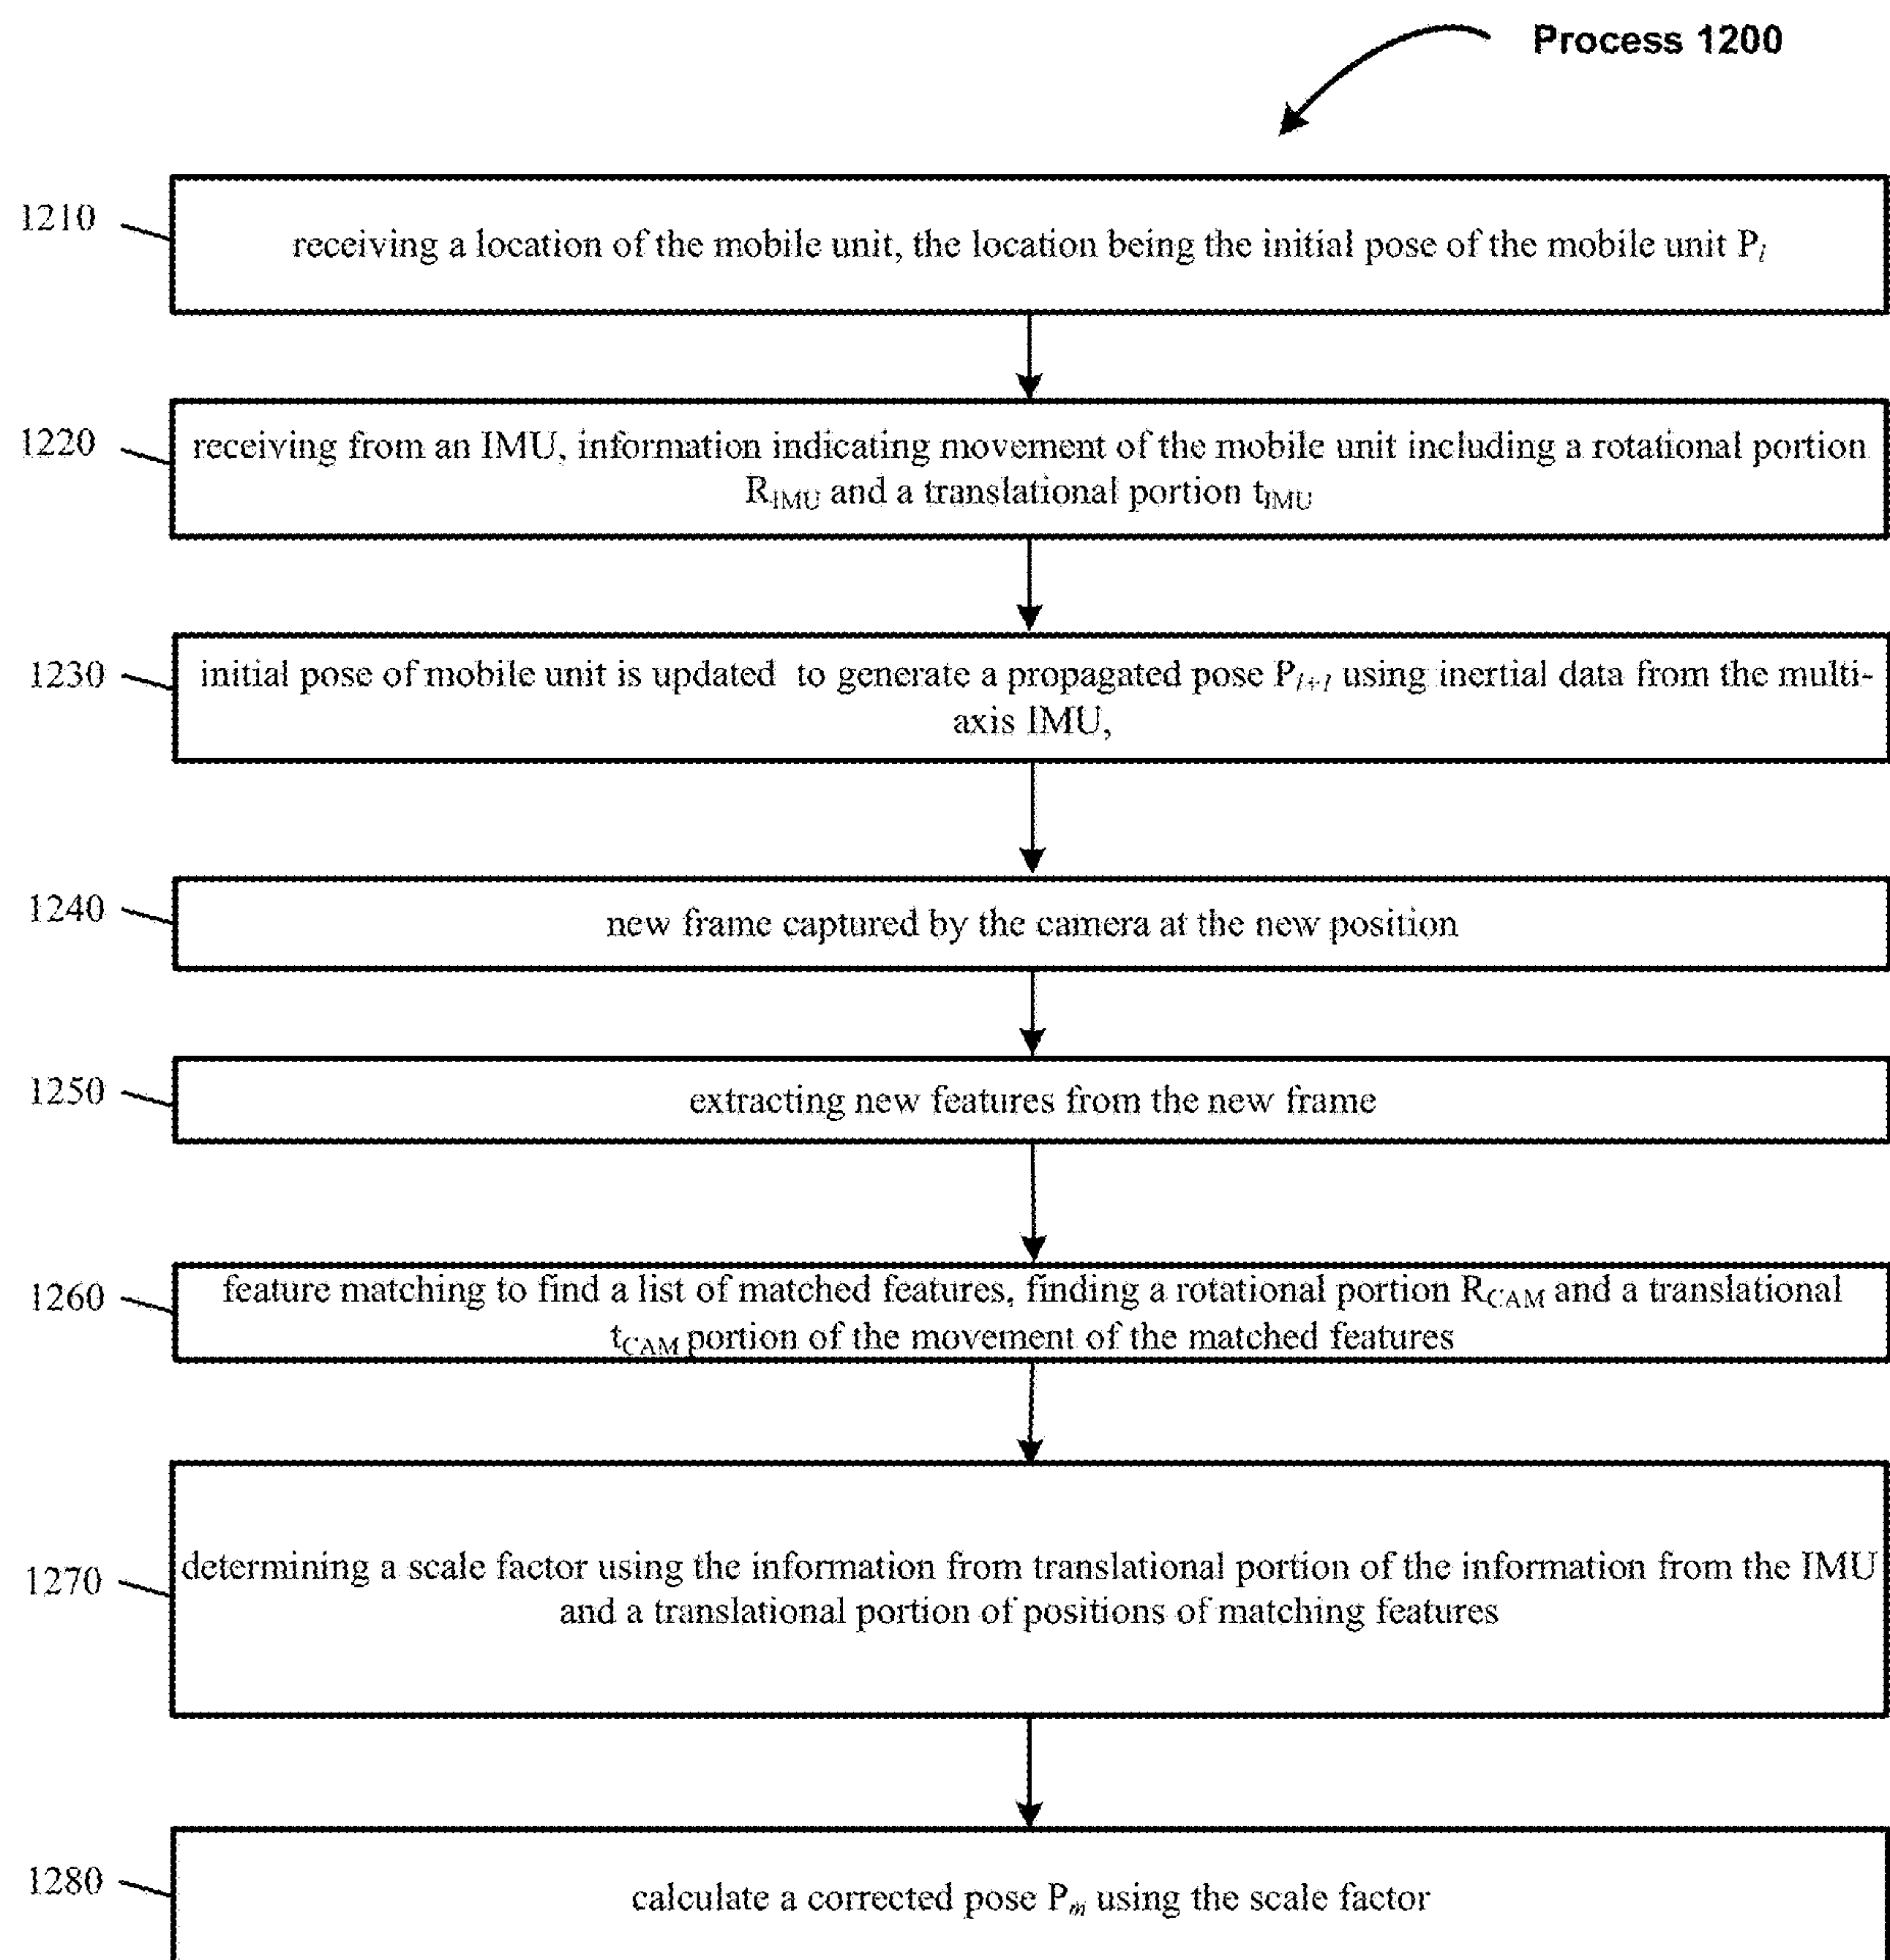 Process 1200
1210
receiving a location of the mobile unit, the location being the initial pose of the mobile unit Pₗ
1220
receiving from an IMU, information indicating movement of the mobile unit including a rotational portion
R_IMU and a translational portion t_IMU
1230
initial pose of mobile unit is updated to generate a propagated pose Pₗ₊₁ using inertial data from the multi-
axis IMU,
1240
new frame captured by the camera at the new position
1250
extracting new features from the new frame
1260
feature matching to find a list of matched features, finding a rotational portion R_CAM and a translational
t_CAM portion of the movement of the matched features
1270
determining a scale factor using the information from translational portion of the information from the IMU
and a translational portion of positions of matching features
1280
calculate a corrected pose Pₘ using the scale factor